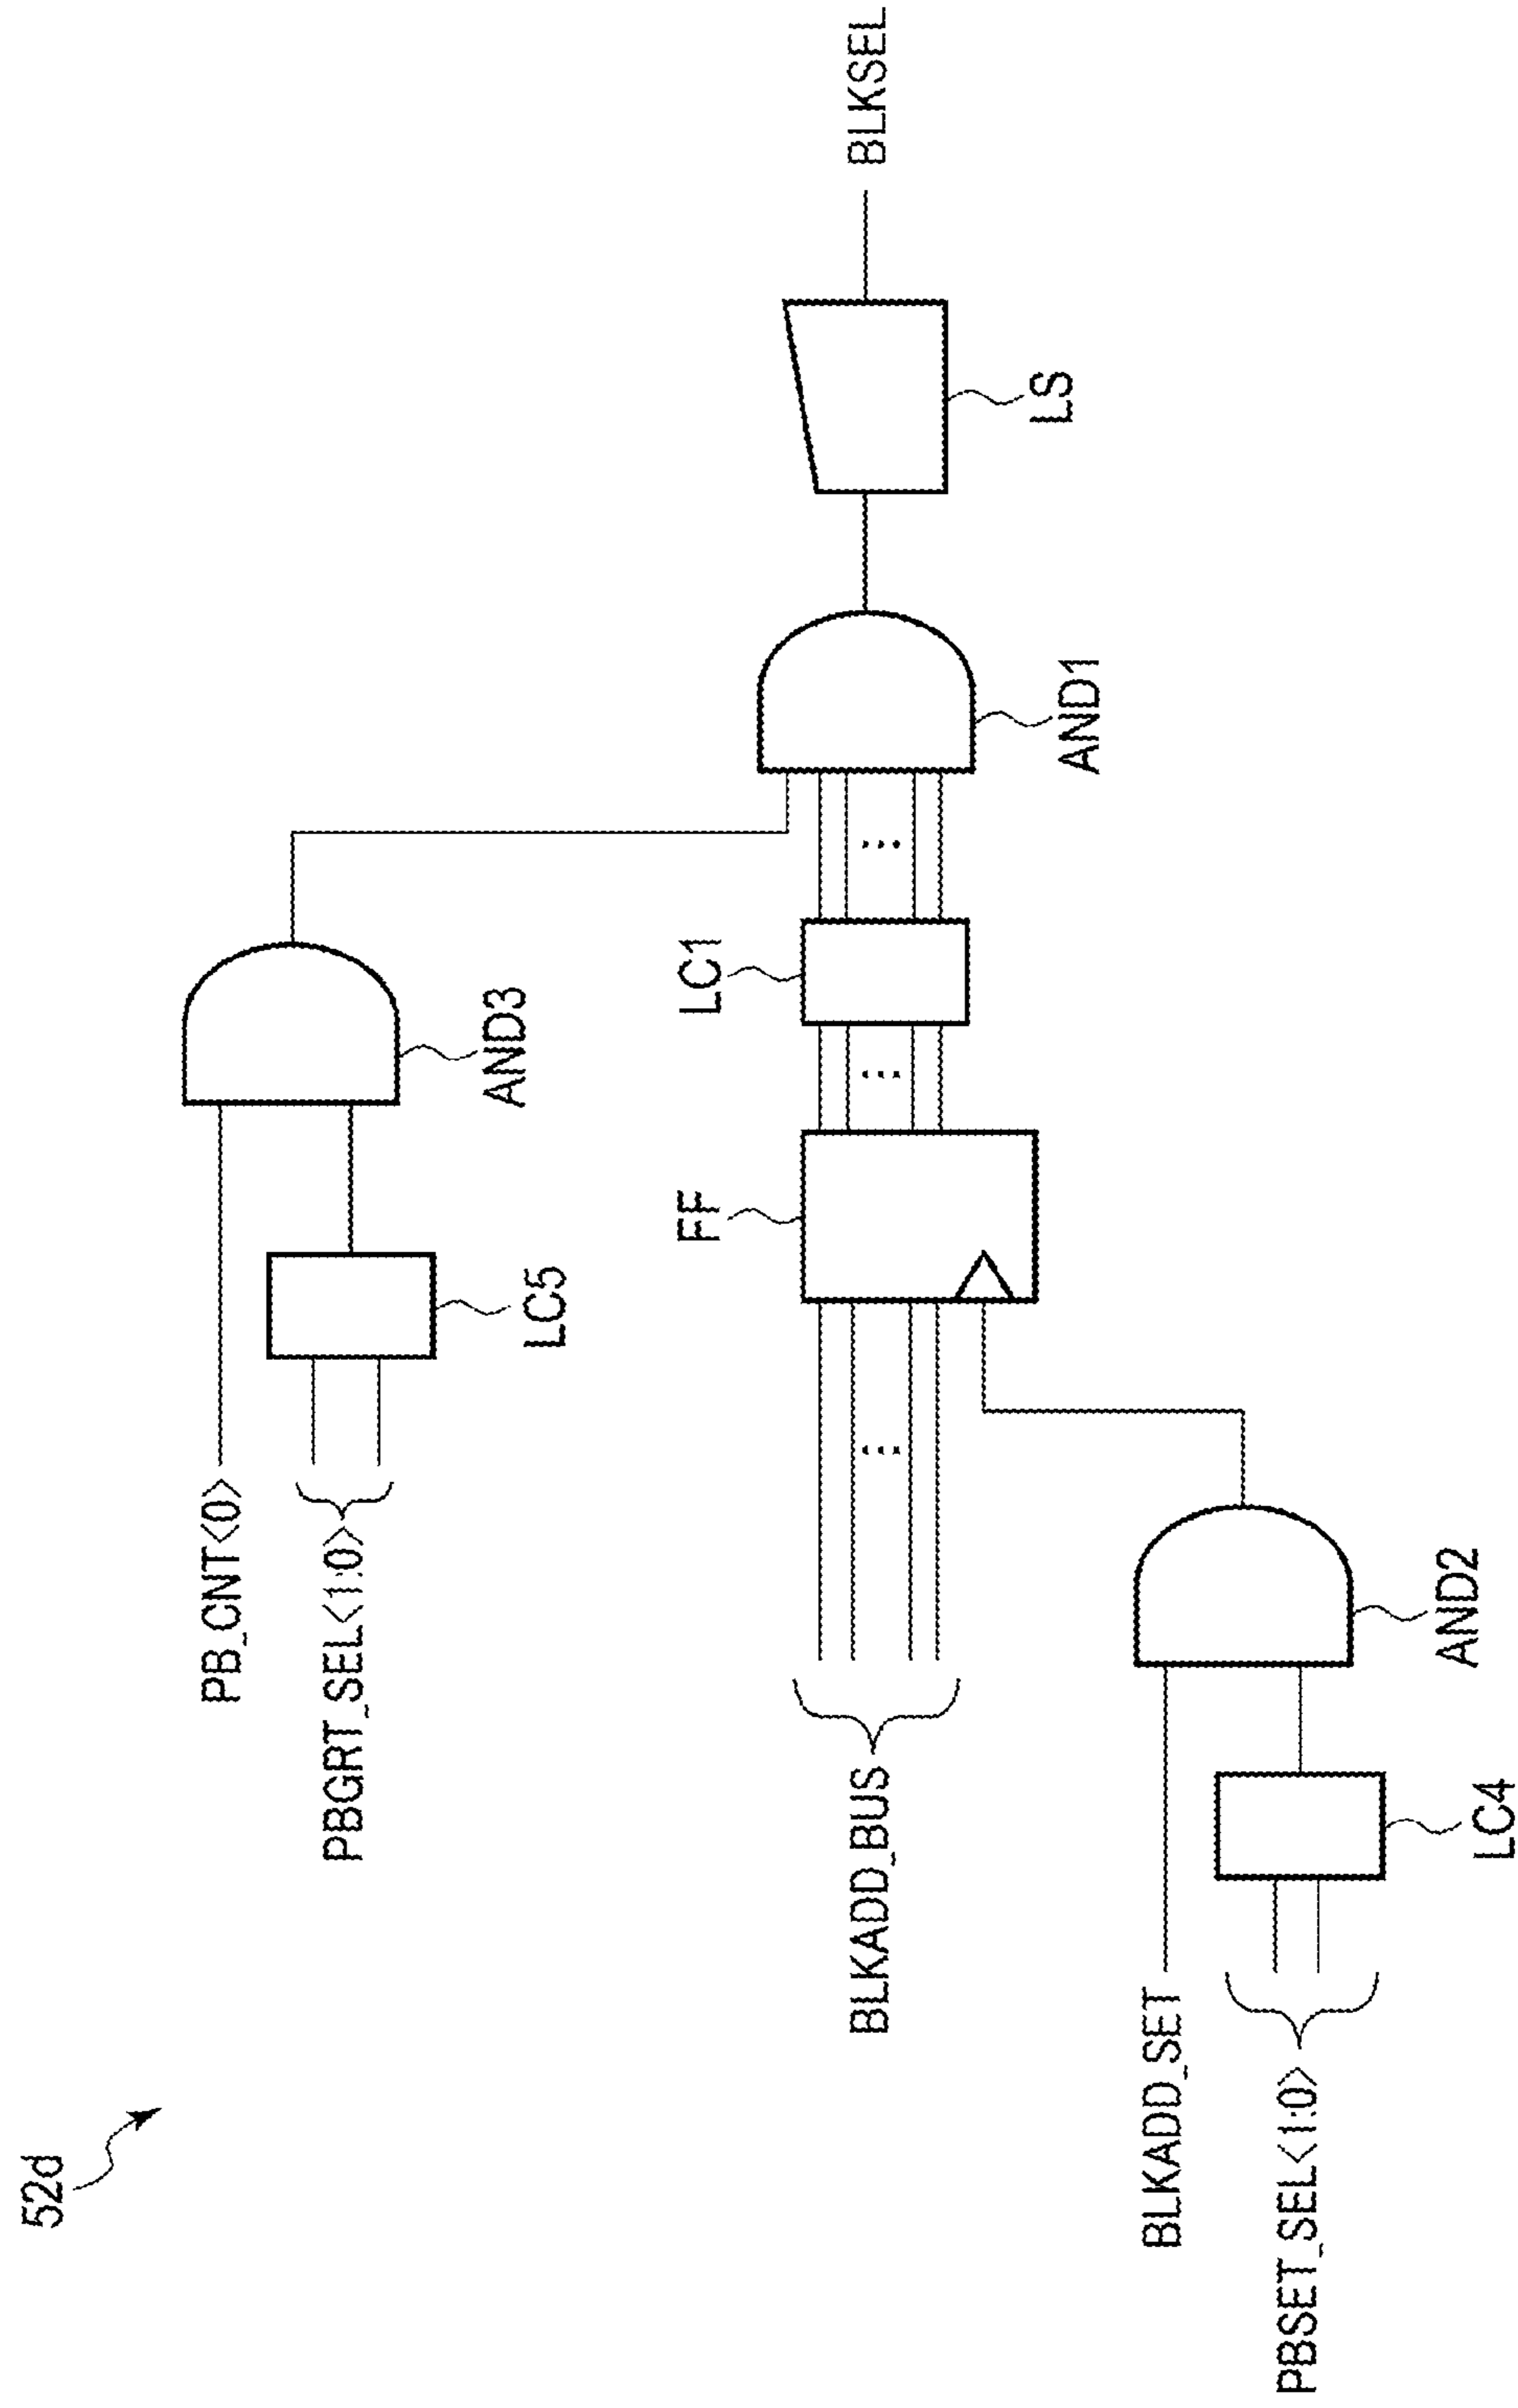 52d
PB_CNT<0>
PBGRT_SEL<1:0>
LC5
AND3
BLKADD_BUS
FF
LC1
AND1
LS
BLKSEL
BLKADD_SET
PBSET_SEL<1:0>
LC4
AND2